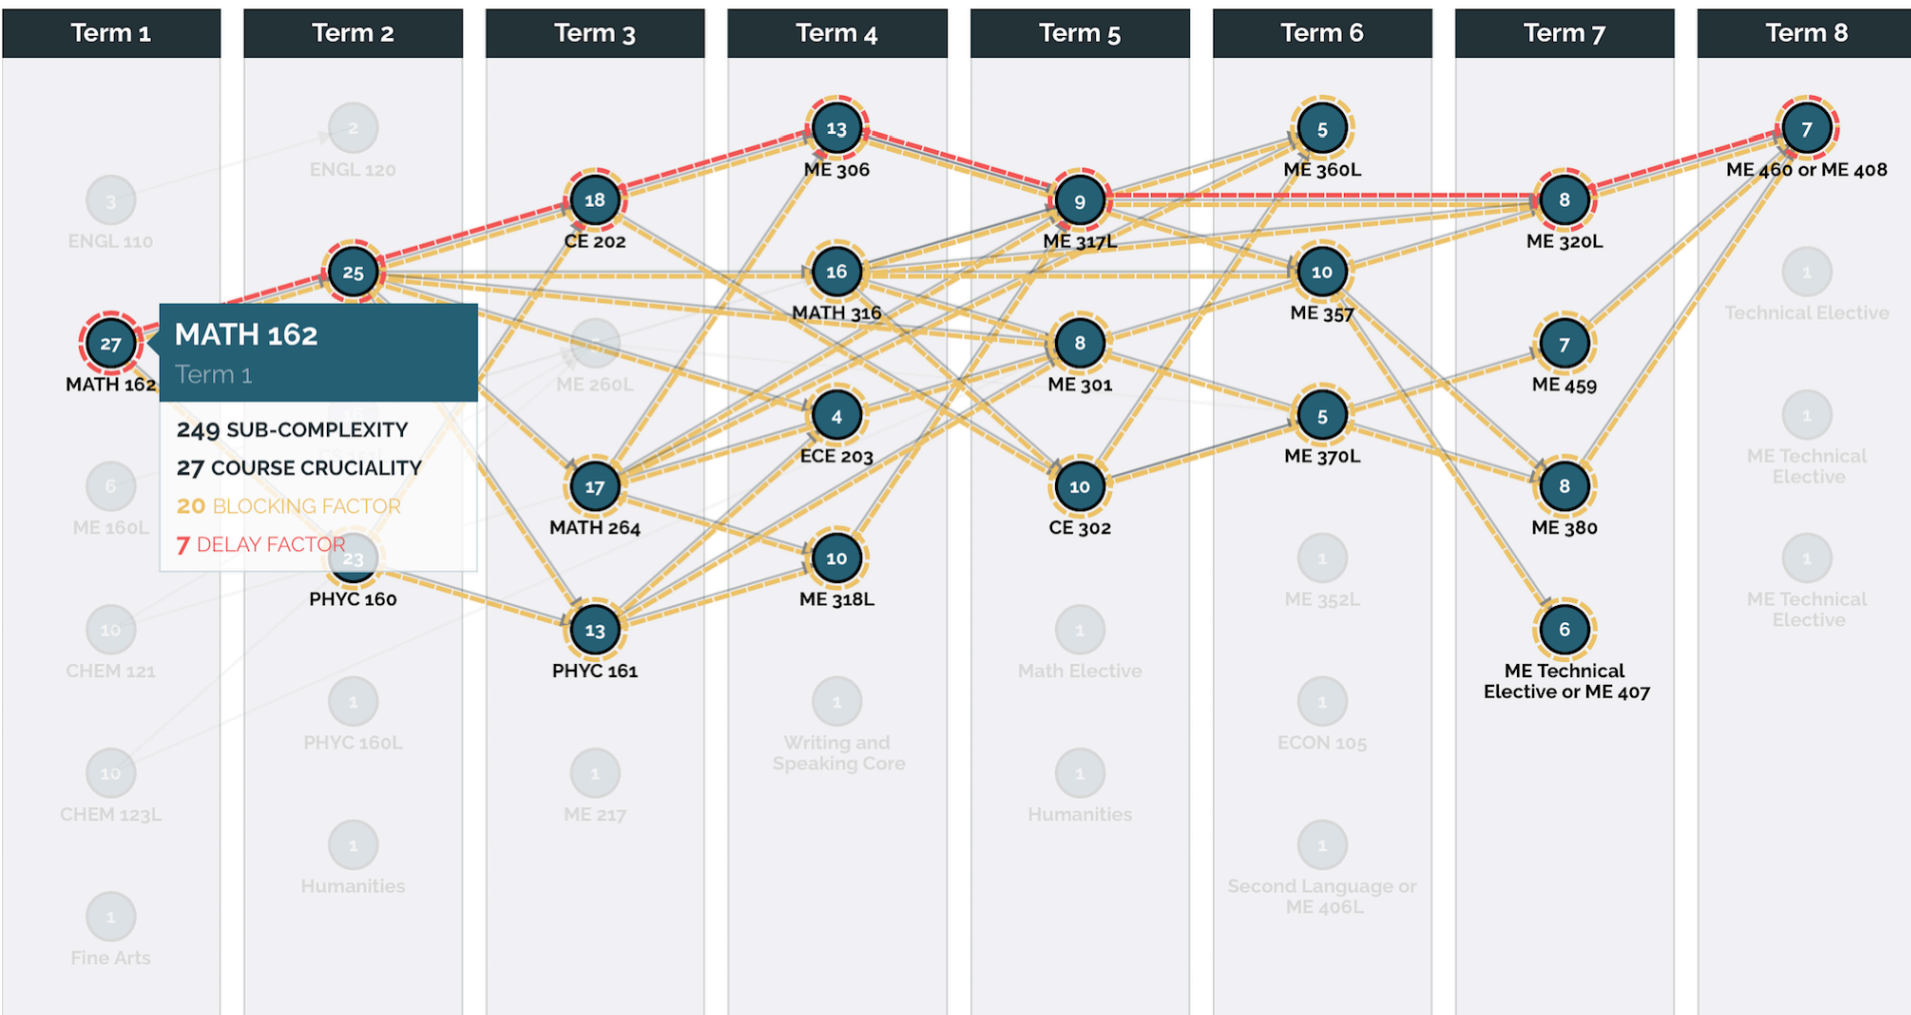 Term 1
Term 2
Term 3
Term 4
Term 5
Term 6
Term 7
Term 8
3
ENGL 110
27
MATH 162
6
ME 160L
10
CHEM 121
10
CHEM 123L
1
Fine Arts
2
ENGL 120
25
MATH 162
Term 1
249 SUB-COMPLEXITY
27 COURSE CRUCIALITY
20 BLOCKING FACTOR
7 DELAY FACTOR
23
PHYC 160
1
PHYC 160L
1
Humanities
18
CE 202
ME 260L
17
MATH 264
13
PHYC 161
1
ME 217
13
ME 306
16
MATH 316
4
ECE 203
10
ME 318L
1
Writing and
Speaking Core
9
ME 317L
8
ME 301
10
CE 302
1
Math Elective
1
Humanities
5
ME 360L
10
ME 357
5
ME 370L
1
ME 352L
1
ECON 105
1
Second Language or
ME 406L
8
ME 320L
7
ME 459
8
ME 380
6
ME Technical
Elective or ME 407
7
ME 460 or ME 408
1
Technical Elective
1
ME Technical
Elective
1
ME Technical
Elective